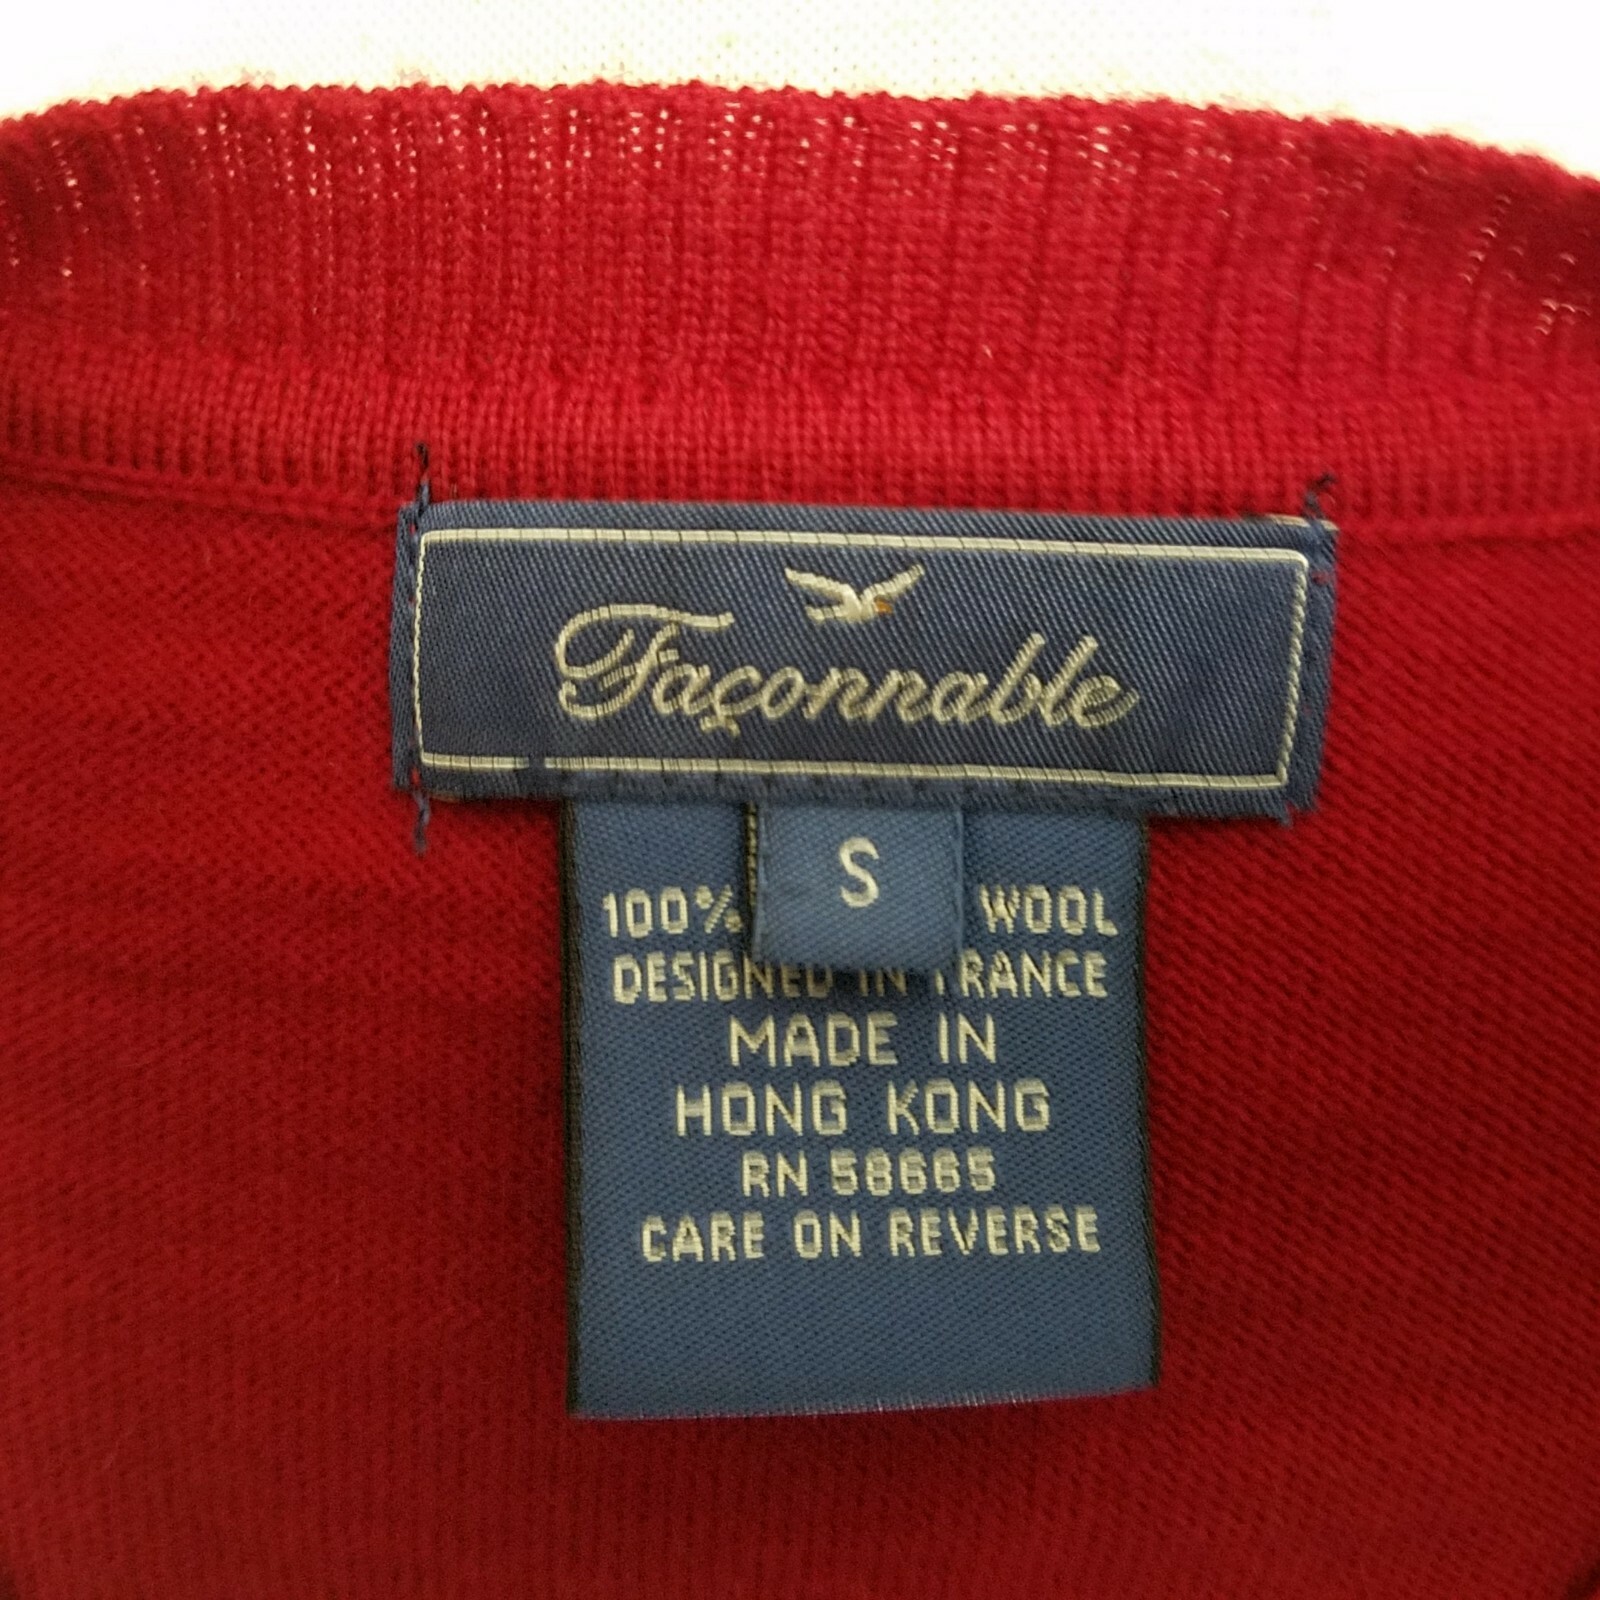 Façonnable
S
100% WOOL
DESIGNED IN FRANCE
MADE IN
HONG KONG
RN 58665
CARE ON REVERSE